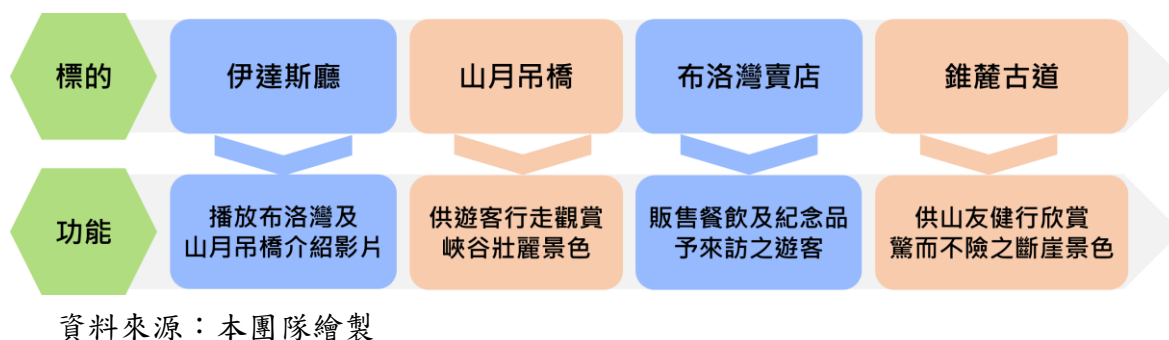 標的
伊達斯廳
山月吊橋
布洛灣賣店
錐麓古道
功能
播放布洛灣及
山月吊橋介紹影片
供遊客行走觀賞
峽谷壯麗景色
販售餐飲及紀念品
予來訪之遊客
供山友健行欣賞
驚而不險之斷崖景色
資料來源：本團隊繪製